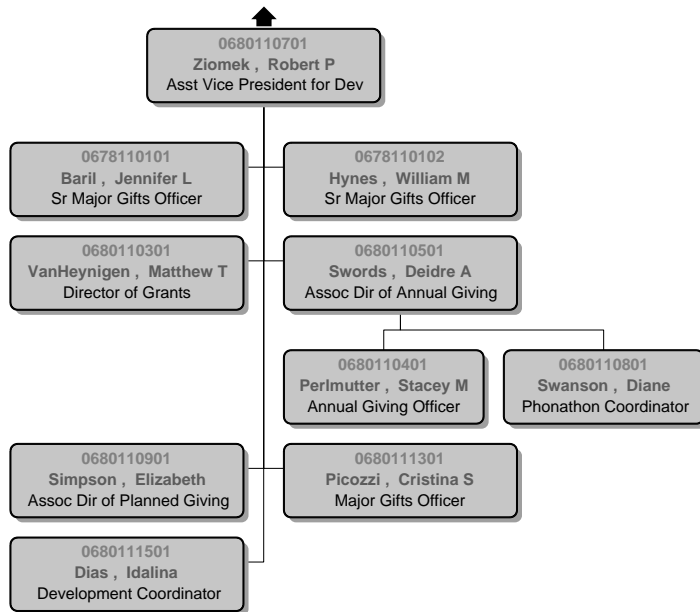 0680110701
Ziomek , Robert P
Asst Vice President for Dev
0678110101
Baril , Jennifer L
Sr Major Gifts Officer
0678110102
Hynes , William M
Sr Major Gifts Officer
0680110301
VanHeynigen , Matthew T
Director of Grants
0680110501
Swords , Deidre A
Assoc Dir of Annual Giving
0680110401
Perlmutter , Stacey M
Annual Giving Officer
0680110801
Swanson , Diane
Phonathon Coordinator
0680110901
Simpson , Elizabeth
Assoc Dir of Planned Giving
0680111301
Picozzi , Cristina S
Major Gifts Officer
0680111501
Dias , Idalina
Development Coordinator